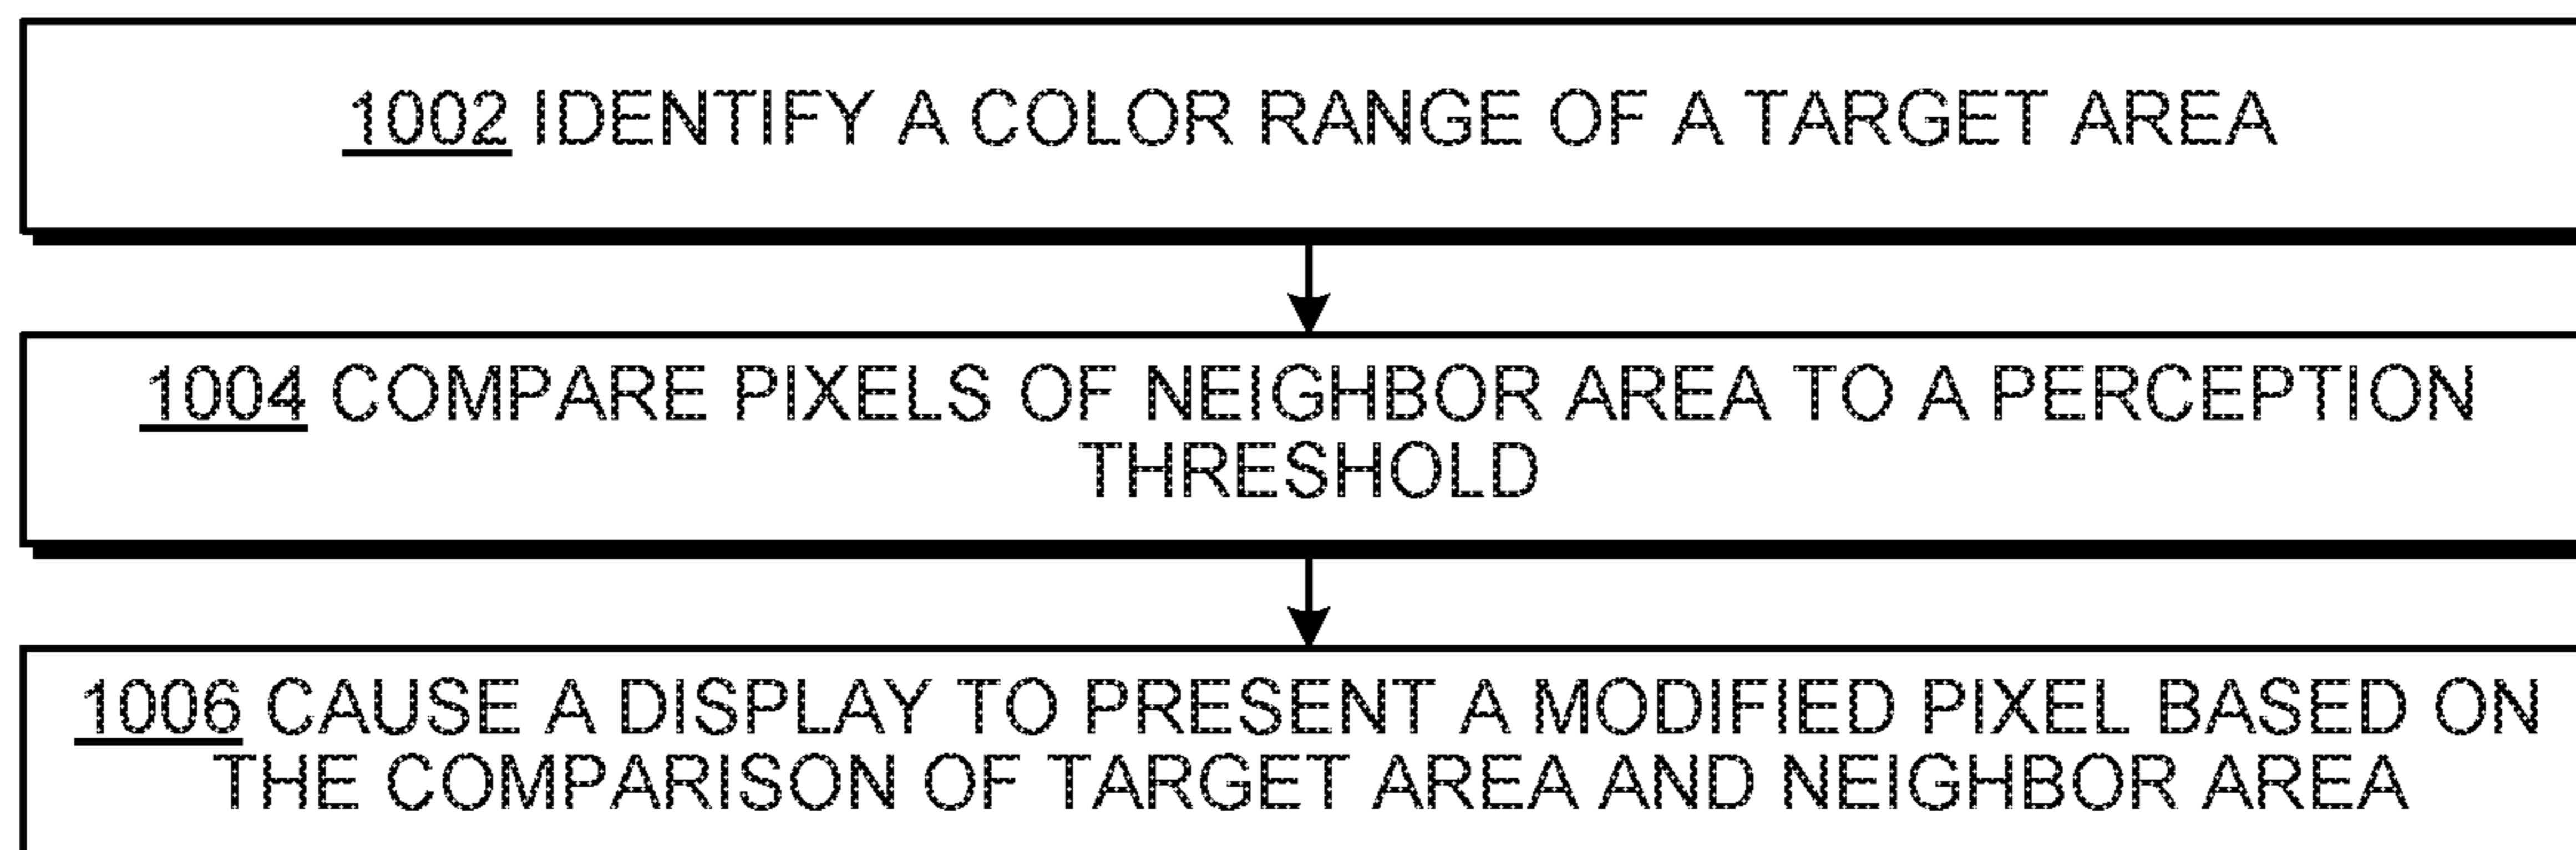 1002 IDENTIFY A COLOR RANGE OF A TARGET AREA
1004 COMPARE PIXELS OF NEIGHBOR AREA TO A PERCEPTION
THRESHOLD
1006 CAUSE A DISPLAY TO PRESENT A MODIFIED PIXEL BASED ON
THE COMPARISON OF TARGET AREA AND NEIGHBOR AREA